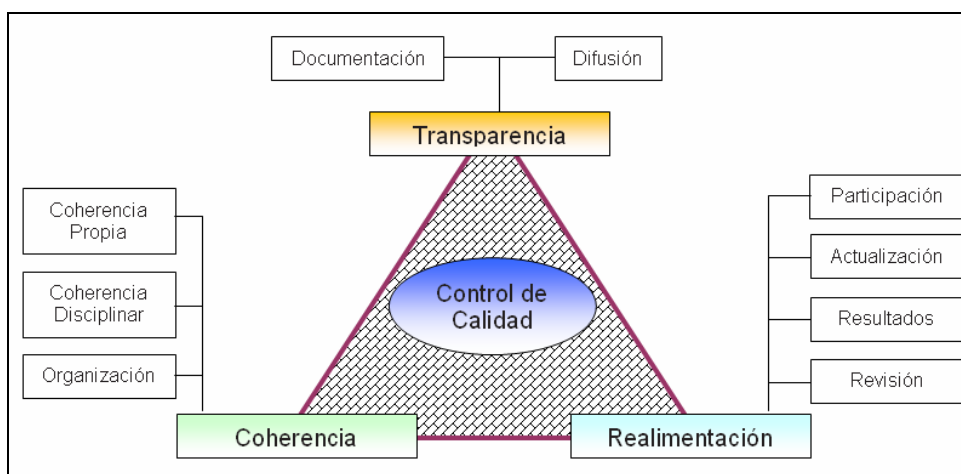 Documentación
Difusión
Transparencia
Coherencia
Propia
Coherencia
Disciplinar
Organización
Control de
Calidad
Participación
Actualización
Resultados
Revisión
Coherencia
Realimentación